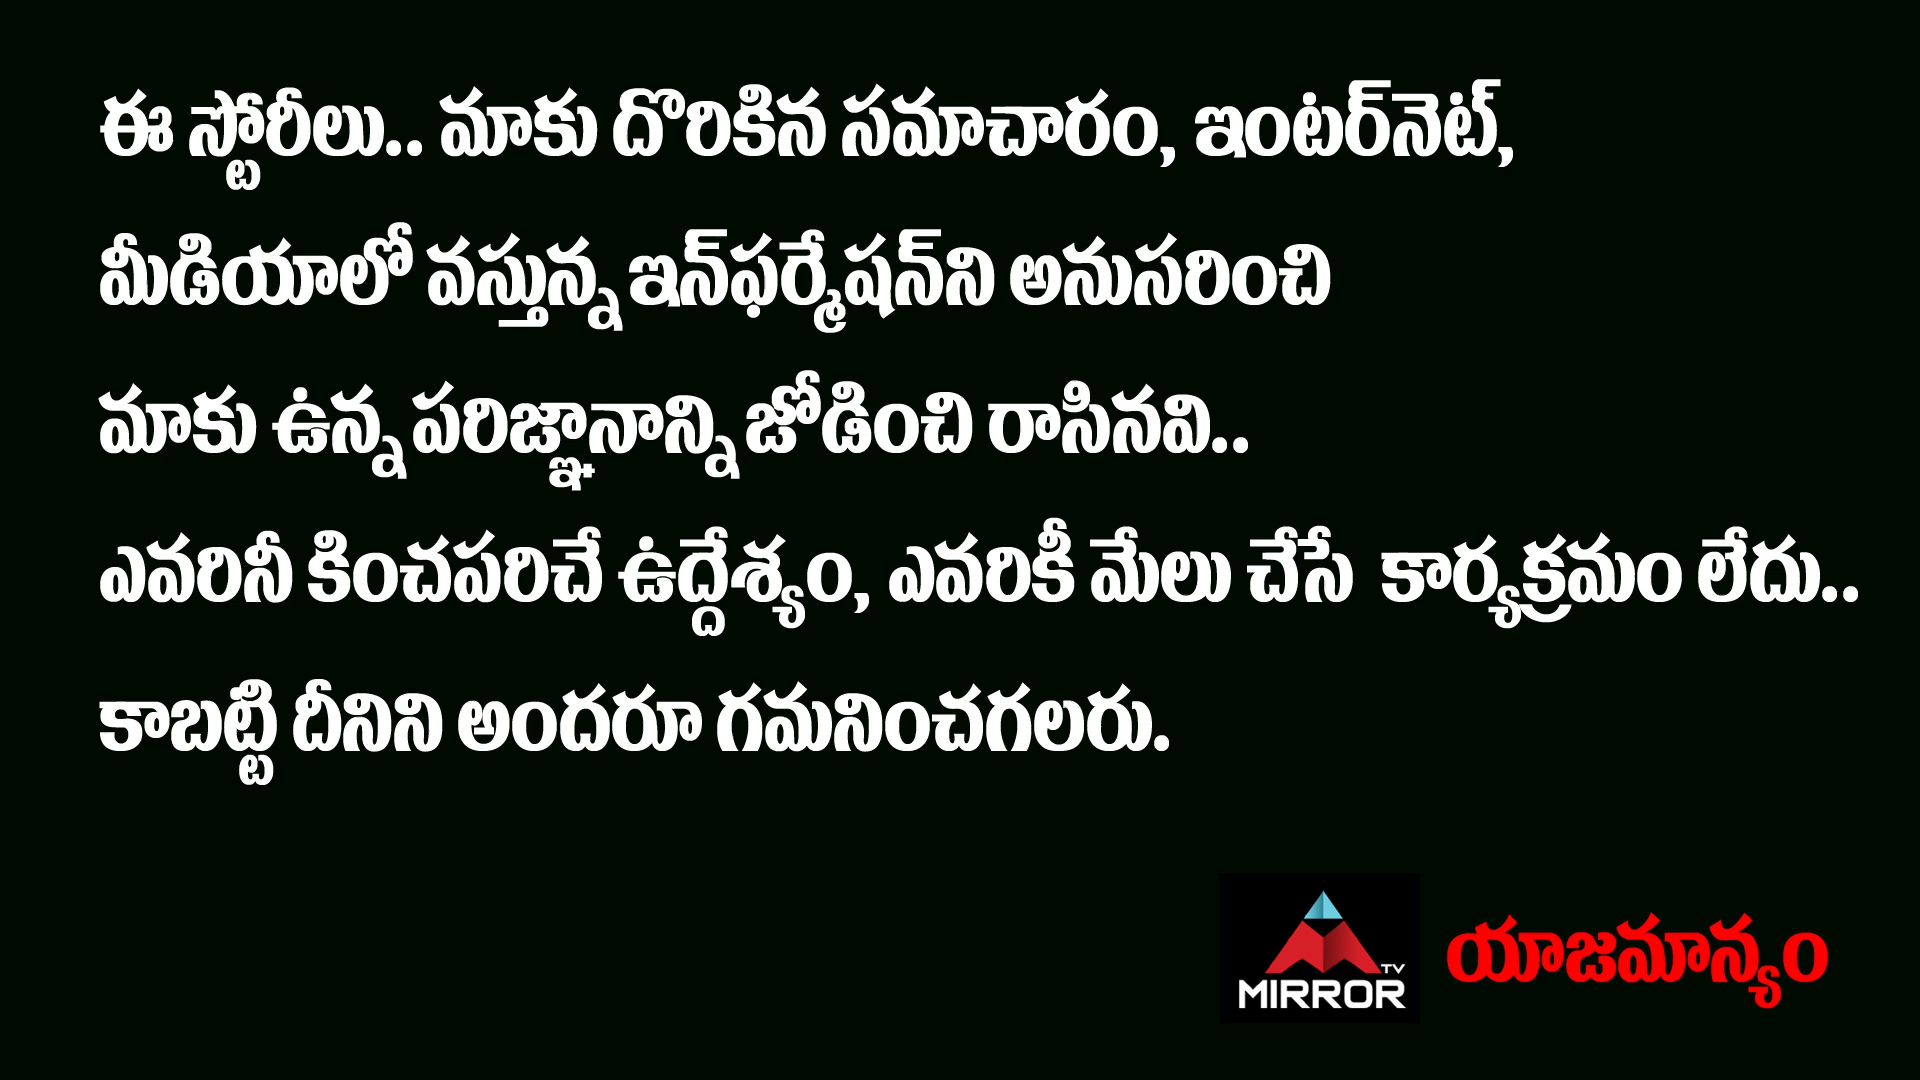 ఈ స్టోరీలు.. మాకు దొరికిన సమాచారం, ఇంటర్‌నెట్,
మీడియాలో వస్తున్న ఇన్‌ఫర్మేషన్‌ని అనుసరించి
మాకు ఉన్న పరిజ్ఞానాన్ని జోడించి రాసినవి..
ఎవరినీ కించపరిచే ఉద్దేశ్యం, ఎవరికీ మేలు చేసే కార్యక్రమం లేదు..
కాబట్టి దీనిని అందరూ గమనించగలరు.
TV
MIRROR
యాజమాన్యం